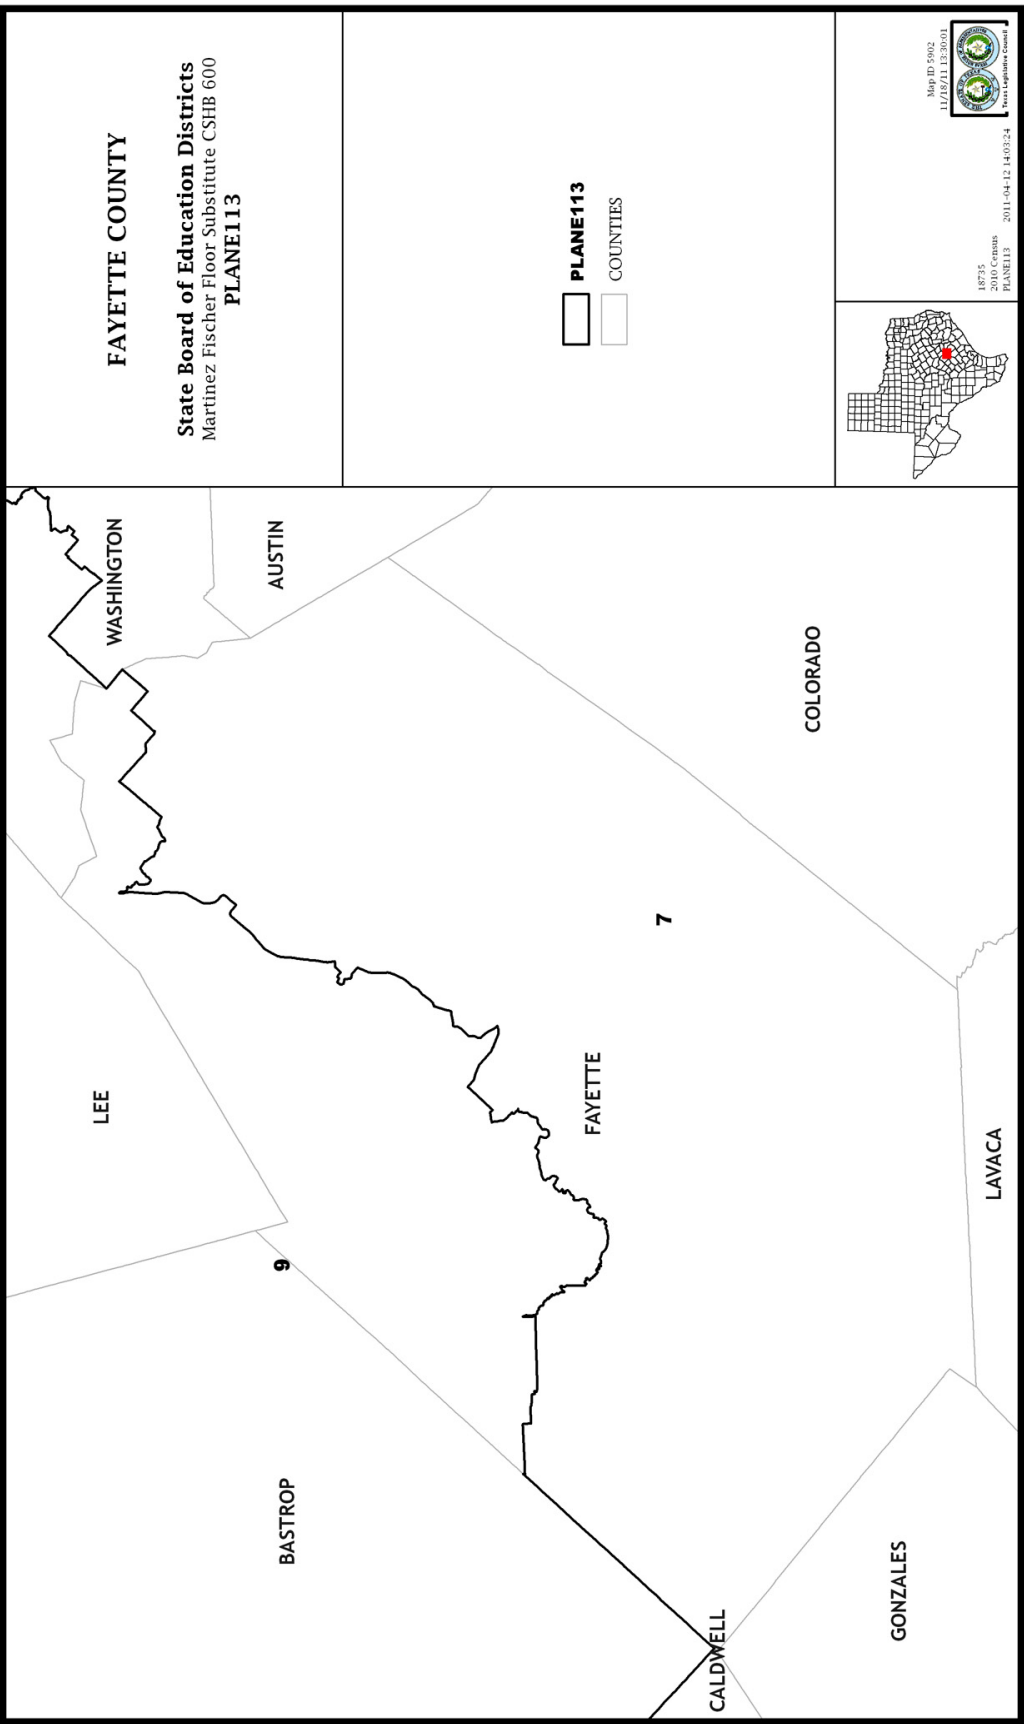 FAYETTE COUNTY
State Board of Education Districts
Martinez Fischer Floor Substitute CSHB 600
PLANE113
PLANE113
COUNTIES
18735
2010 Census
PLANE113
2011-04-12 14:03:24
Map ID 5902
11/18/11 13:30:01
Texas Legislative Council
WASHINGTON
AUSTIN
LEE
COLORADO
7
FAYETTE
9
LAVACA
BASTROP
GONZALES
CALDWELL